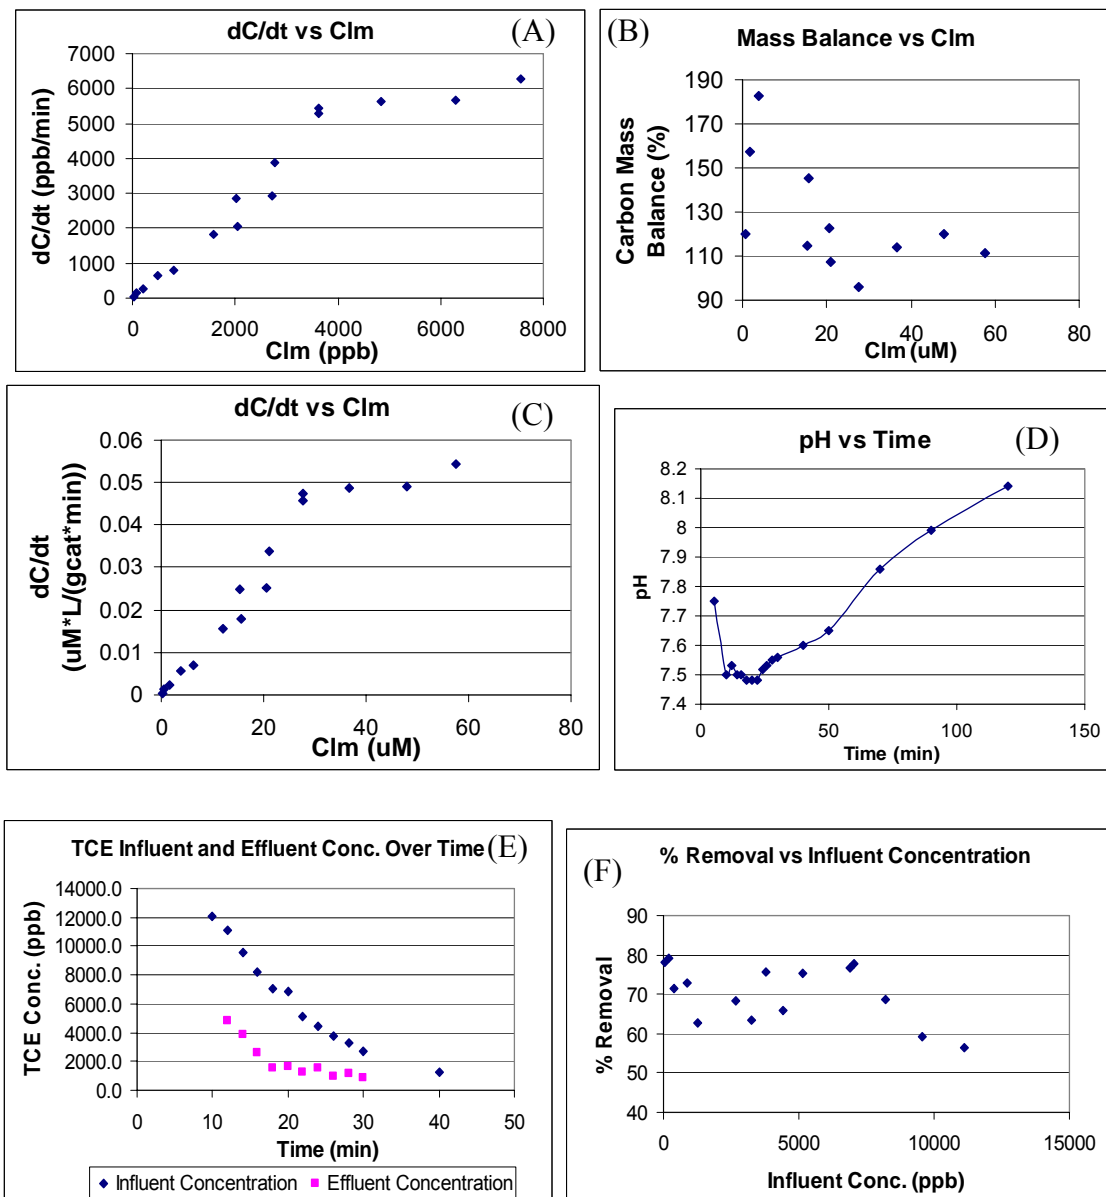 dC/dt vs Clm
(A)
dC/dt (ppb/min)
7000
6000
5000
4000
3000
2000
1000
0
0 2000 4000 6000 8000
Clm (ppb)
(B)
Mass Balance vs Clm
Carbon Mass
Balance (%)
190
170
150
130
110
90
0 20 40 60 80
Clm (uM)
dC/dt vs Clm
(C)
dC/dt
(uM*L/(gcat*min))
0.06
0.05
0.04
0.03
0.02
0.01
0
0 20 40 60 80
Clm (uM)
pH vs Time
(D)
pH
8.2
8.1
8
7.9
7.8
7.7
7.6
7.5
7.4
0 50 100 150
Time (min)
TCE Influent and Effluent Conc. Over Time
(E)
TCE Conc. (ppb)
14000.0
12000.0
10000.0
8000.0
6000.0
4000.0
2000.0
0.0
0 10 20 30 40 50
Time (min)
Influent Concentration Effluent Concentration
(F)
% Removal vs Influent Concentration
% Removal
90
80
70
60
50
40
0 5000 10000 15000
Influent Conc. (ppb)